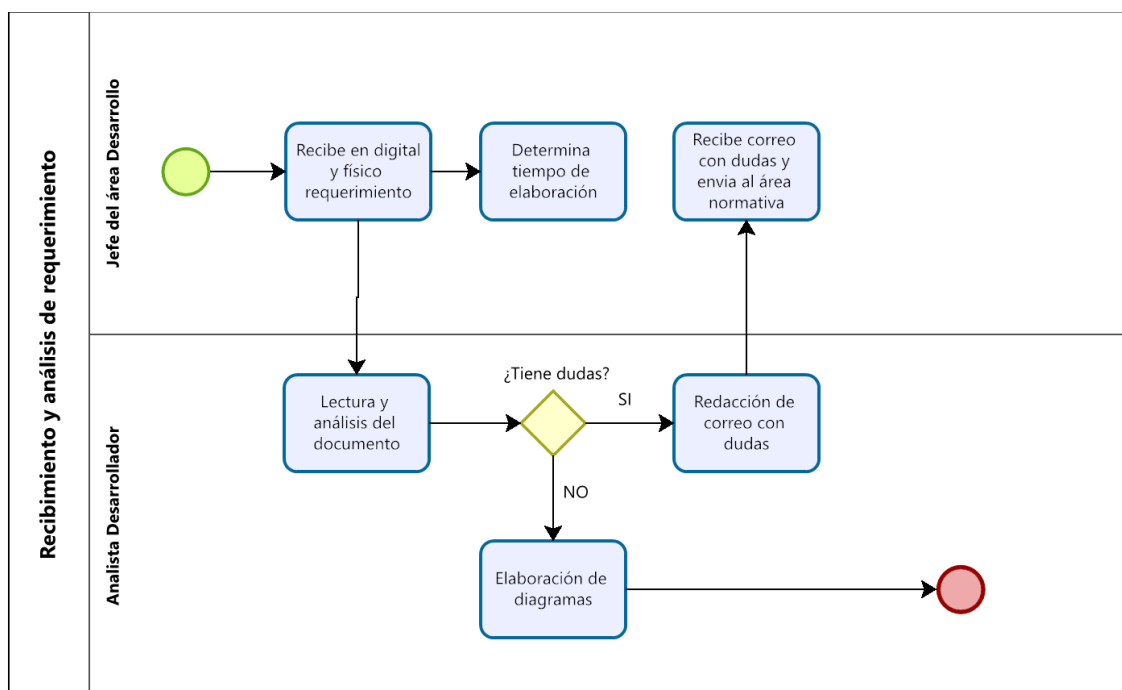 Recibimiento y análisis de requerimiento
Jefe del área Desarrollo
Recibe en digital
y físico
requerimiento
Determina
tiempo de
elaboración
Recibe correo
con dudas y
envia al área
normativa
Analista Desarrollador
Lectura y
análisis del
documento
¿Tiene dudas?
SI
Redacción de
correo con
dudas
NO
Elaboración de
diagramas